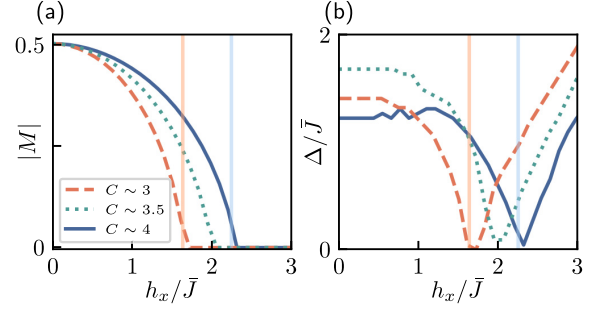 (a)
0.5
|M|
0
C ∼ 3
C ∼ 3.5
C ∼ 4
0 1 2 3
h_x/J̄
(b)
2
Δ/J̄
1
0
0 1 2 3
h_x/J̄